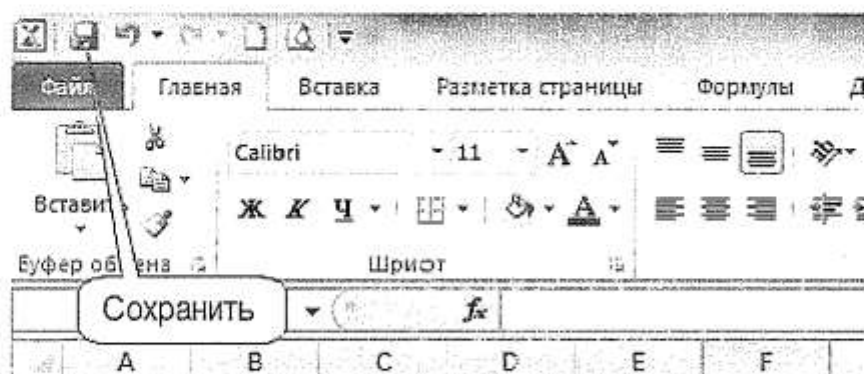 Файл Главная Вставка Разметка страницы Формулы Д
Calibri 11 А А
Вставить Ж К Ч А
Буфер обмена Шрифт
Сохранить fx
A B C D E F